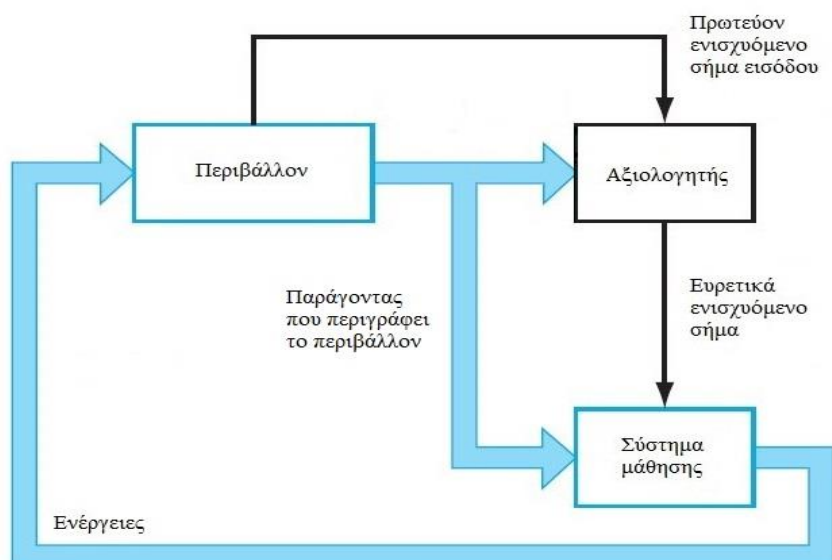 Πρωτεύον
ενισχυόμενο
σήμα εισόδου
Περιβάλλον
Αξιολογητής
Παράγοντας
που περιγράφει
το περιβάλλον
Ευρετικά
ενισχυόμενο
σήμα
Σύστημα
μάθησης
Ενέργειες